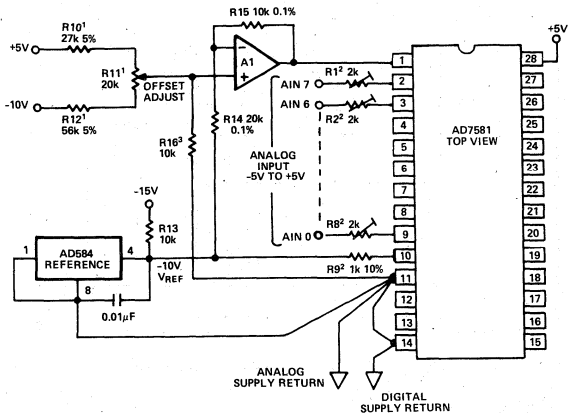 R15 10k 0.1%
R10¹
27k 5%
+5V
+5V
R11¹
20k
OFFSET
ADJUST
-10V
R12¹
56k 5%
A1
-
+
R14 20k
0.1%
R16³
10k
ANALOG
INPUT
-5V TO +5V
AIN 7
R1² 2k
AIN 6
R2² 2k
AIN 0
R8² 2k
R9² 1k 10%
-15V
R13
10k
-10V
VREF
1
AD584
REFERENCE
4
8
0.01µF
ANALOG
SUPPLY RETURN
DIGITAL
SUPPLY RETURN
AD7581
TOP VIEW
1
2
3
4
5
6
7
8
9
10
11
12
13
14
28
27
26
25
24
23
22
21
20
19
18
17
16
15